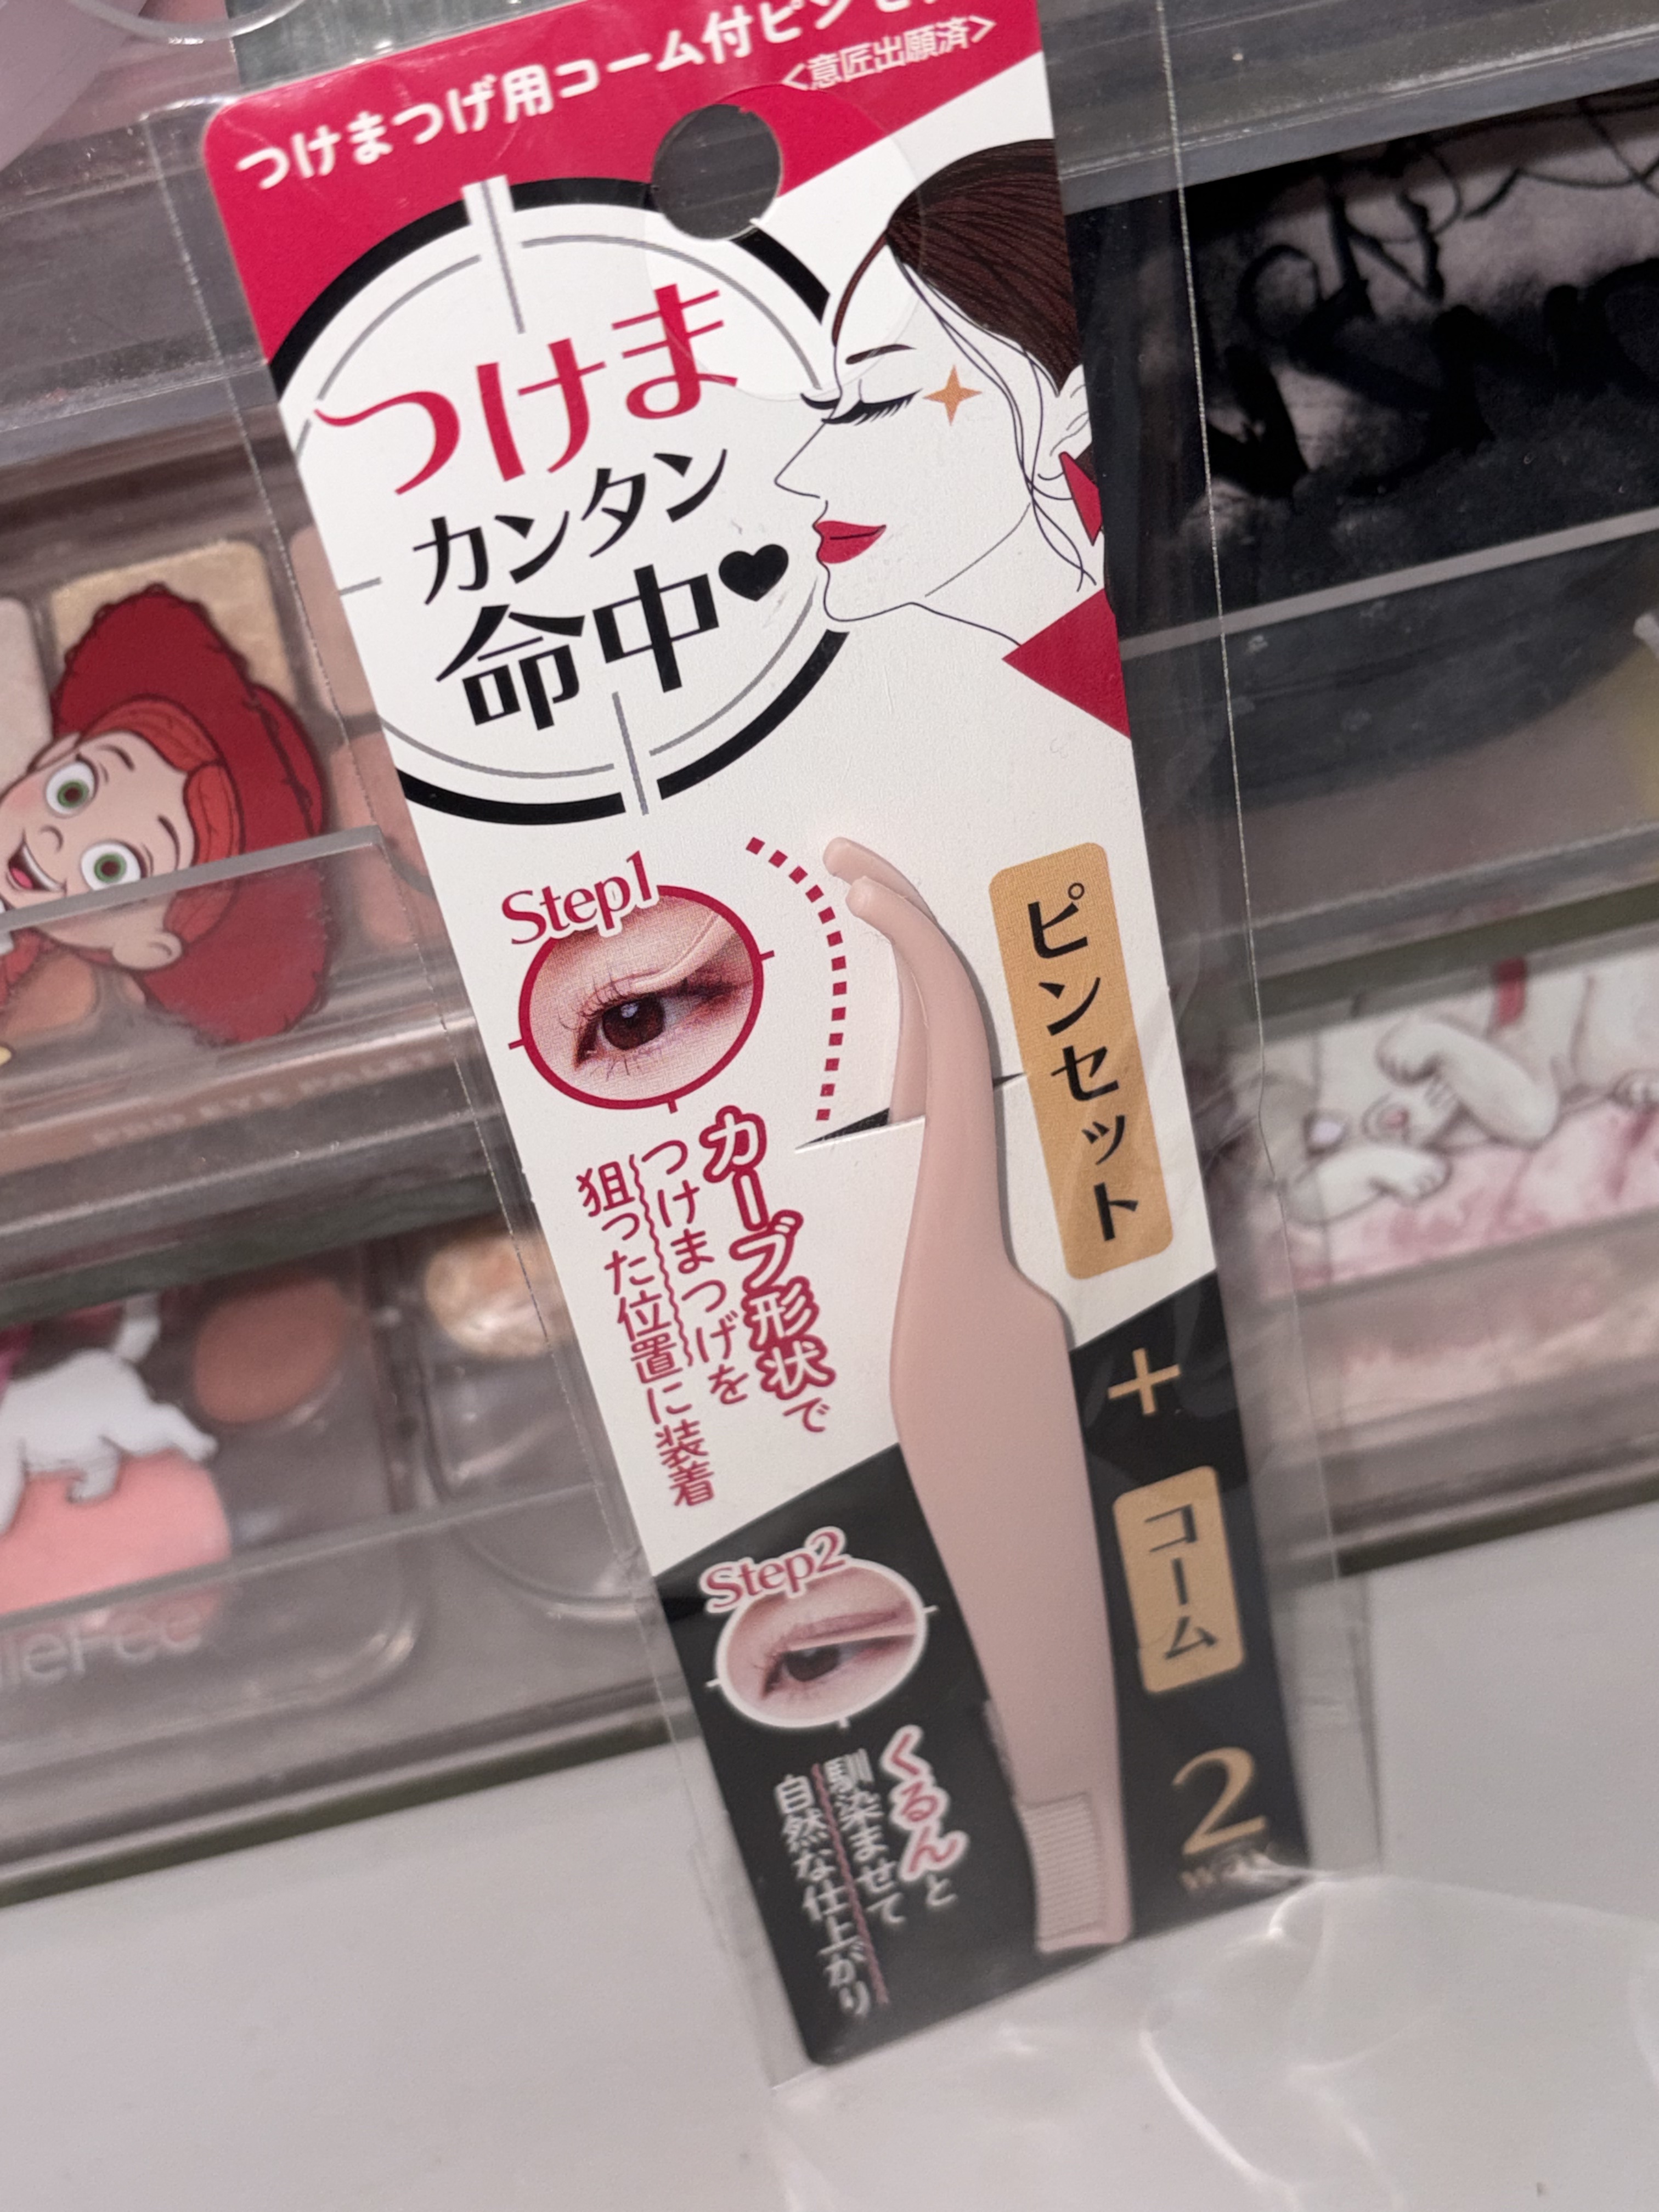 つけまつげ用コーム付ピンセ
<意匠出願済>
つけま
カンタン
命中♥
Step1
カーブ形状で
つけまつげを
狙った位置に装着
ピンセット
+
コーム
2
way
Step2
くるんと
馴染ませて
自然な仕上がり